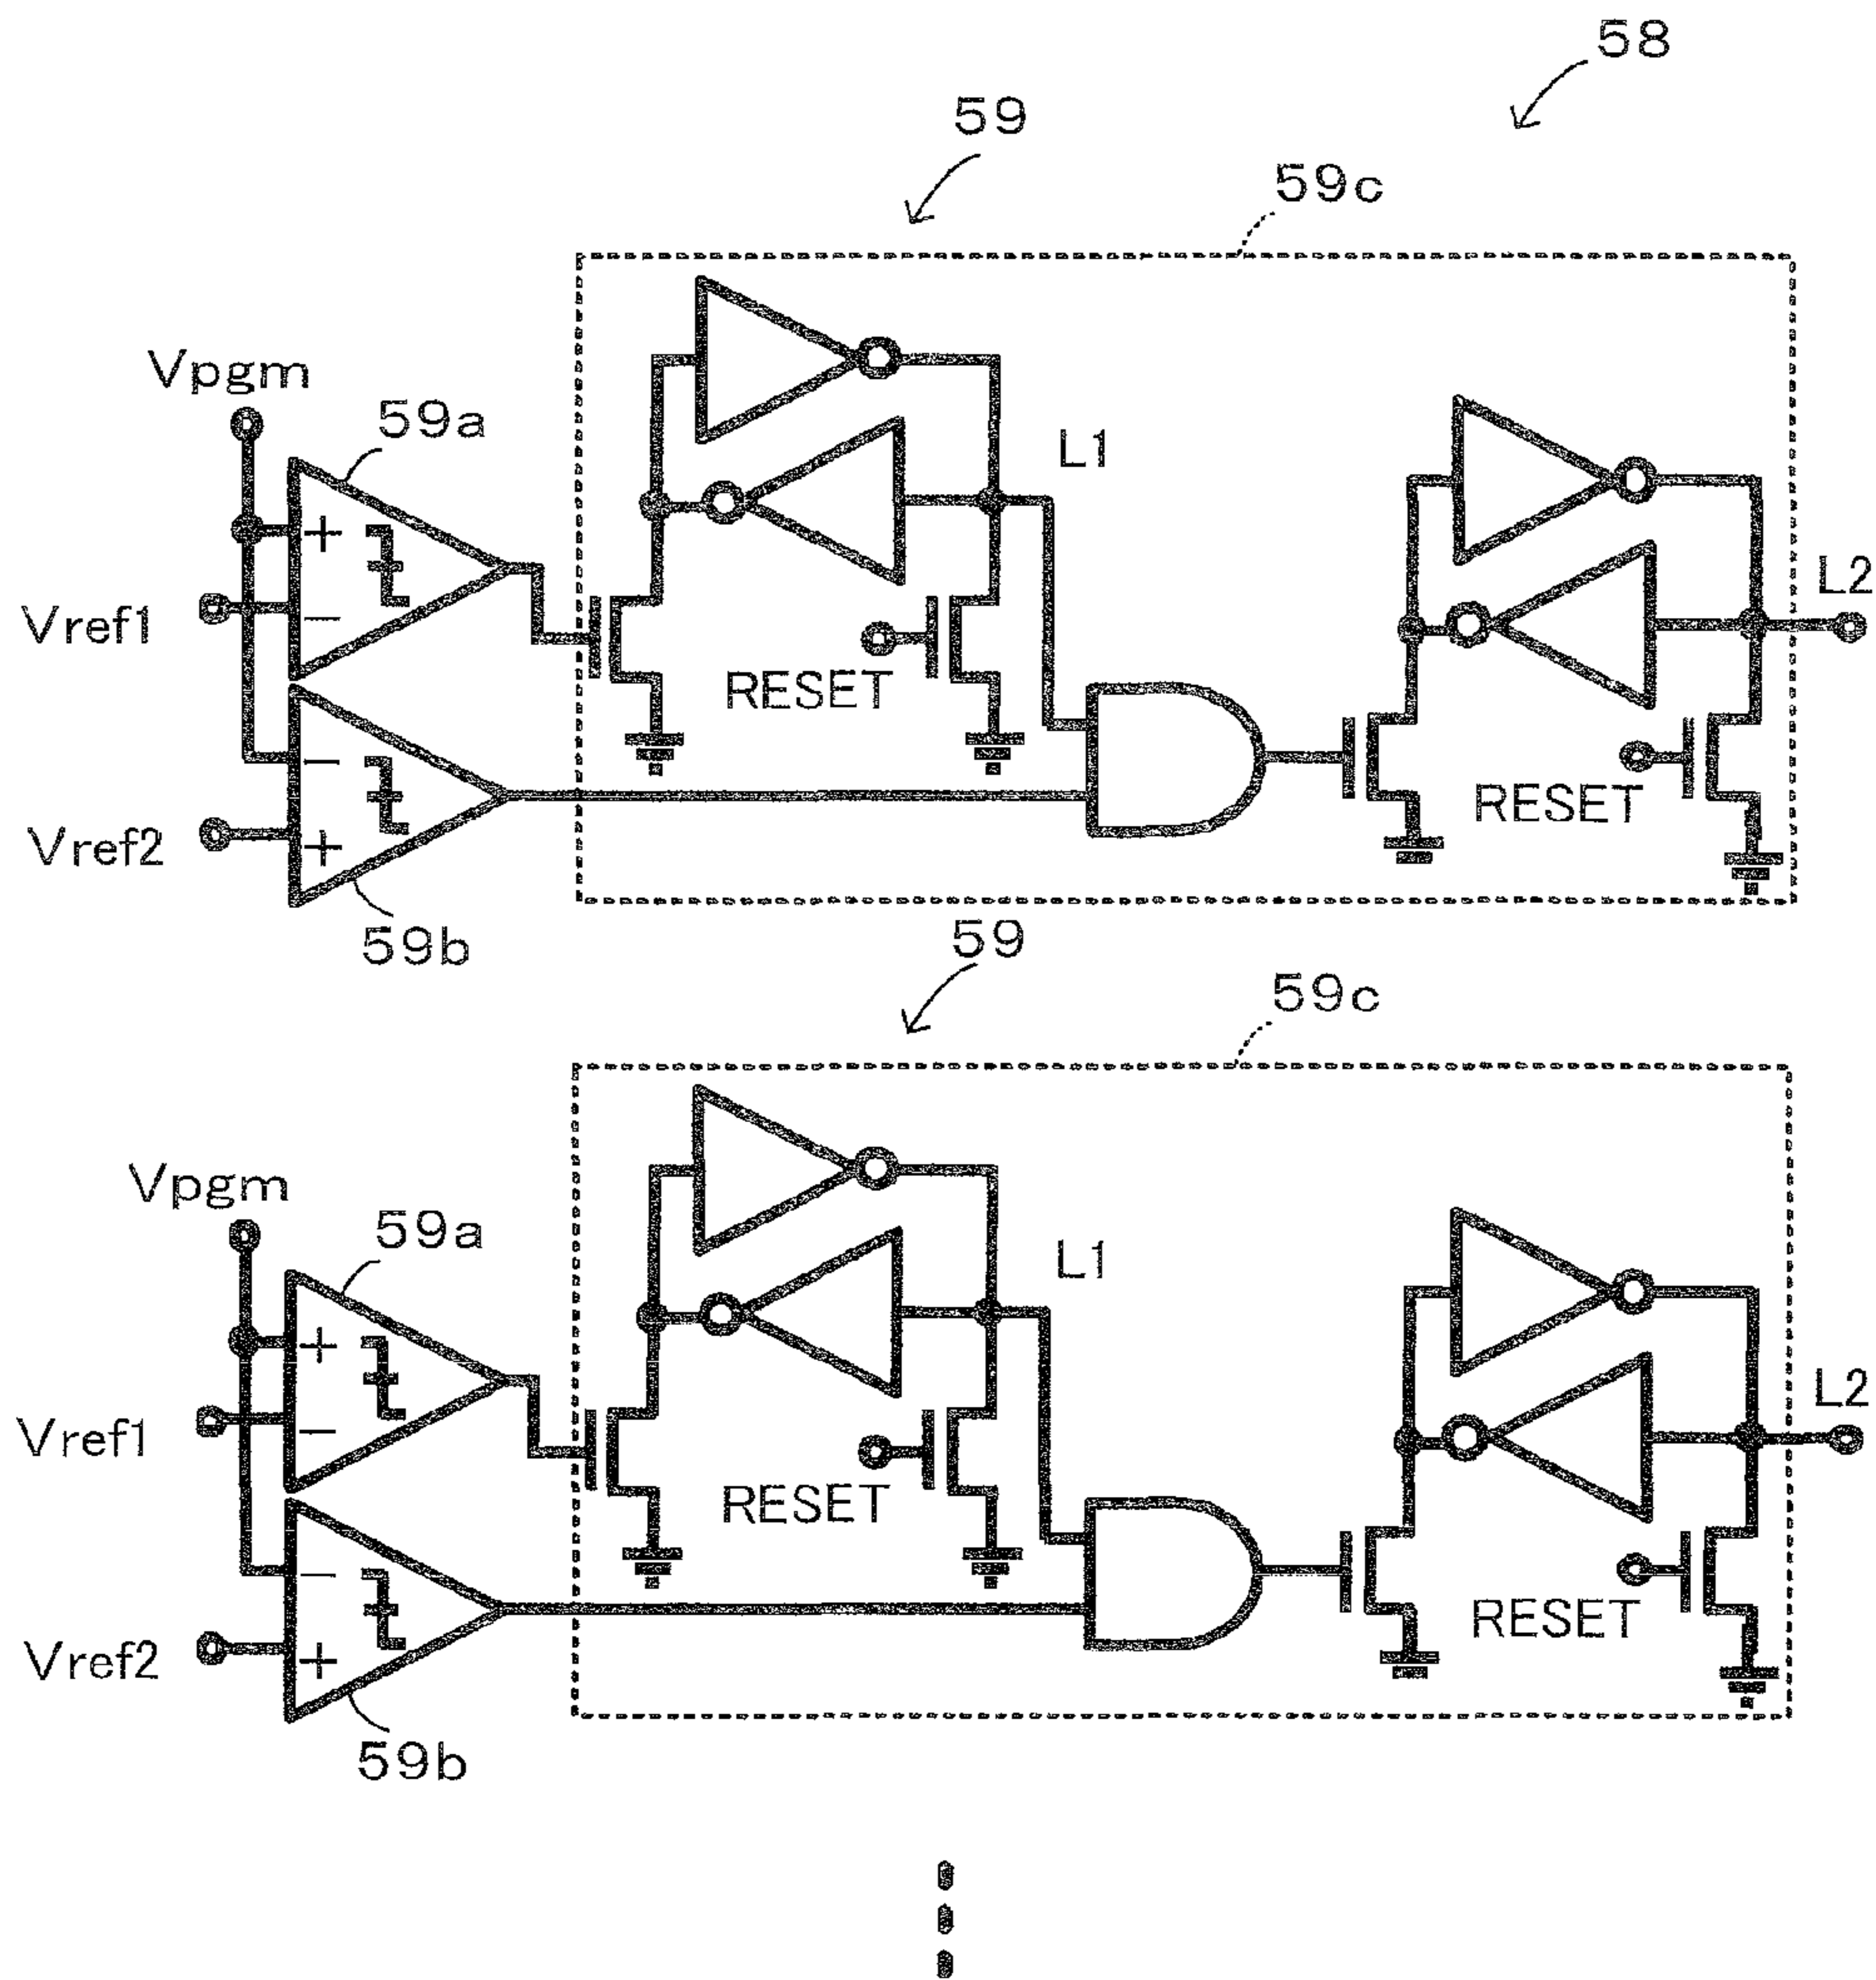 58
59
59c
Vpgm
59a
L1
+
Vref1
−
L2
RESET
−
RESET
Vref2
+
59b
59
59c
Vpgm
59a
L1
+
Vref1
−
L2
RESET
−
RESET
Vref2
+
59b